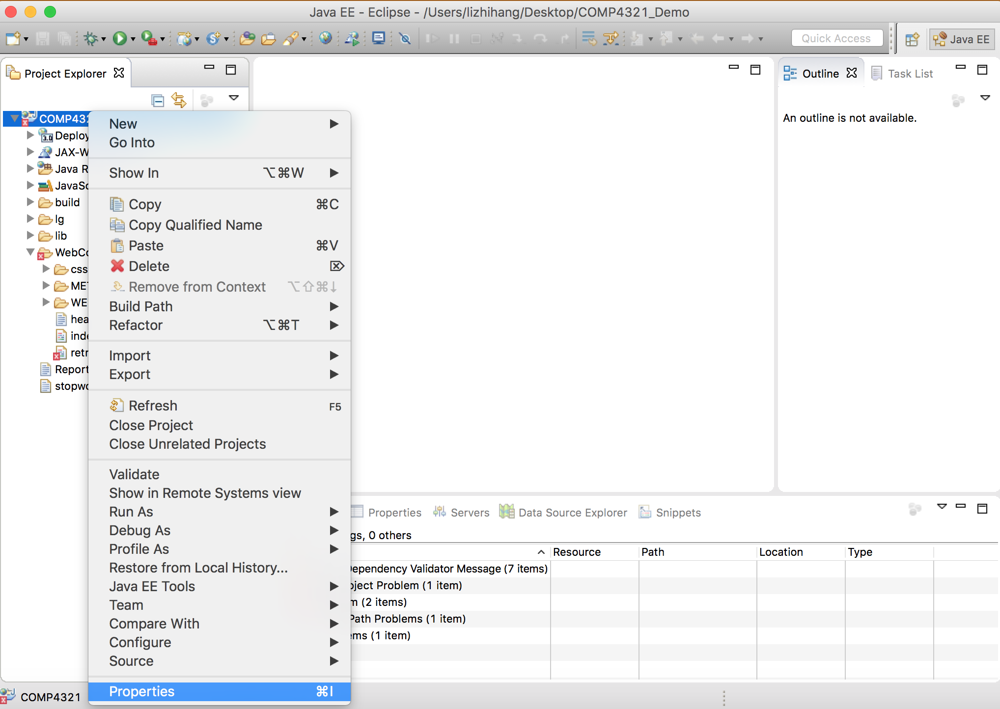 Java EE - Eclipse - /Users/lizhihang/Desktop/COMP4321_Demo
Quick Access
Java EE
Project Explorer
Outline
Task List
An outline is not available.
COMP432
Deploy
3.0
JAX-W
Java R
JavaSc
build
lg
lib
WebCo
css
MET
WE
hea
inde
retr
Report
stopwo
New
Go Into
Show In ⌥⌘W
Copy ⌘C
Copy Qualified Name
Paste ⌘V
Delete ⌦
Remove from Context ⌥⇧⌘↓
Build Path
Refactor ⌥⌘T
Import
Export
Refresh F5
Close Project
Close Unrelated Projects
Validate
Show in Remote Systems view
Run As
Debug As
Profile As
Restore from Local History...
Java EE Tools
Team
Compare With
Configure
Source
Properties ⌘I
Properties
Servers
Data Source Explorer
Snippets
gs, 0 others
Resource Path Location Type
Dependency Validator Message (7 items)
oject Problem (1 item)
m (2 items)
Path Problems (1 item)
ems (1 item)
COMP4321